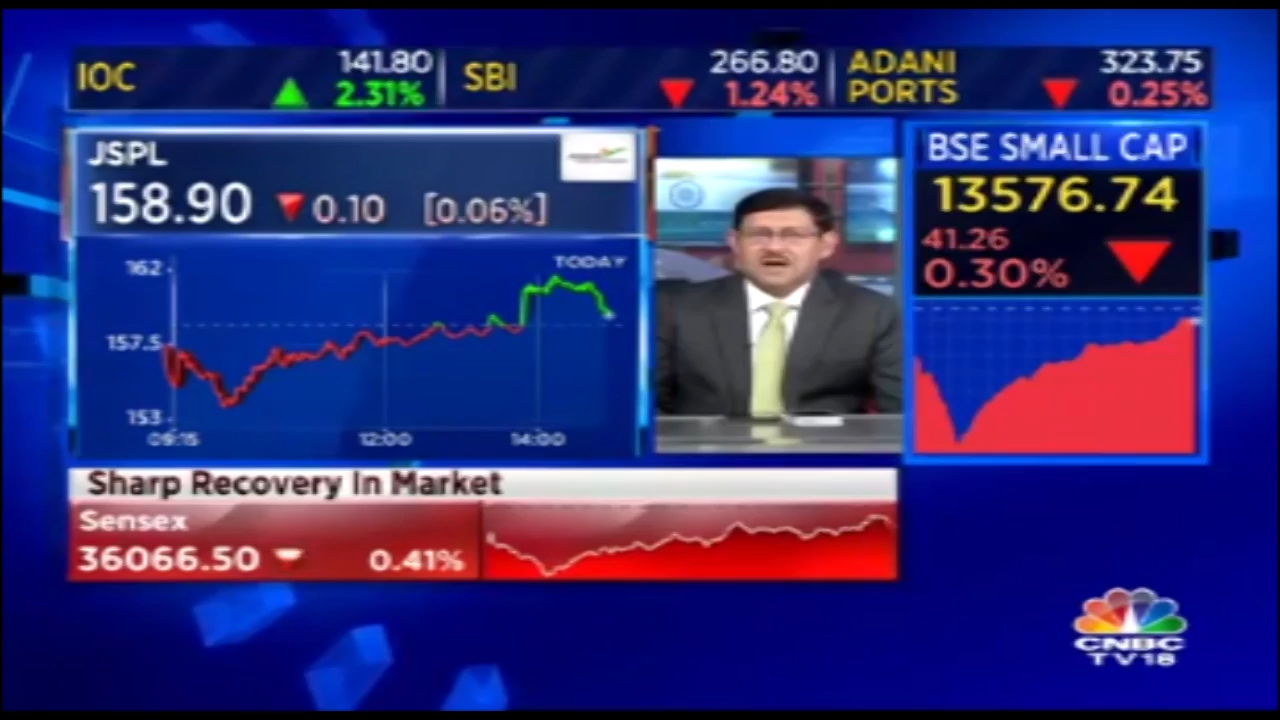 IOC 141.80 2.31%
SBI 266.80 1.24%
ADANI PORTS 323.75 0.25%
JSPL
158.90 0.10 [0.06%]
TODAY
162
157.5
153
09:15 12:00 14:00
BSE SMALL CAP
13576.74
41.26
0.30%
Sharp Recovery In Market
Sensex
36066.50 0.41%
CNBC
TV18